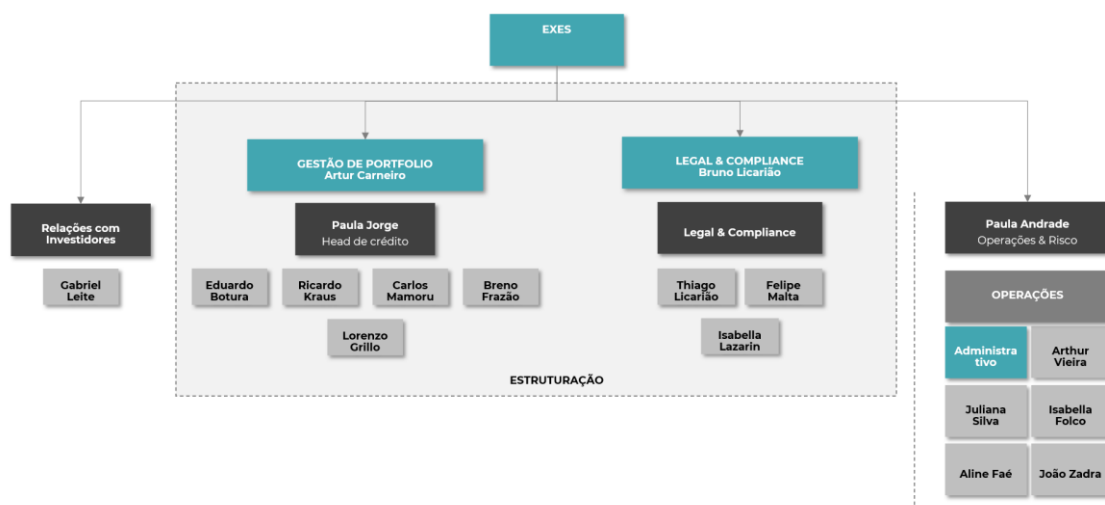 EXES
GESTÃO DE PORTFOLIO
Artur Carneiro
LEGAL & COMPLIANCE
Bruno Licarião
Relações com
Investidores
Paula Jorge
Head de crédito
Legal & Compliance
Paula Andrade
Operações & Risco
Gabriel
Leite
Eduardo
Botura
Ricardo
Kraus
Carlos
Mamoru
Breno
Frazão
Thiago
Licarião
Felipe
Malta
Lorenzo
Grillo
Isabella
Lazarin
ESTRUTURAÇÃO
OPERAÇÕES
Administra
tivo
Arthur
Vieira
Juliana
Silva
Isabella
Folco
Aline Faé
João Zadra